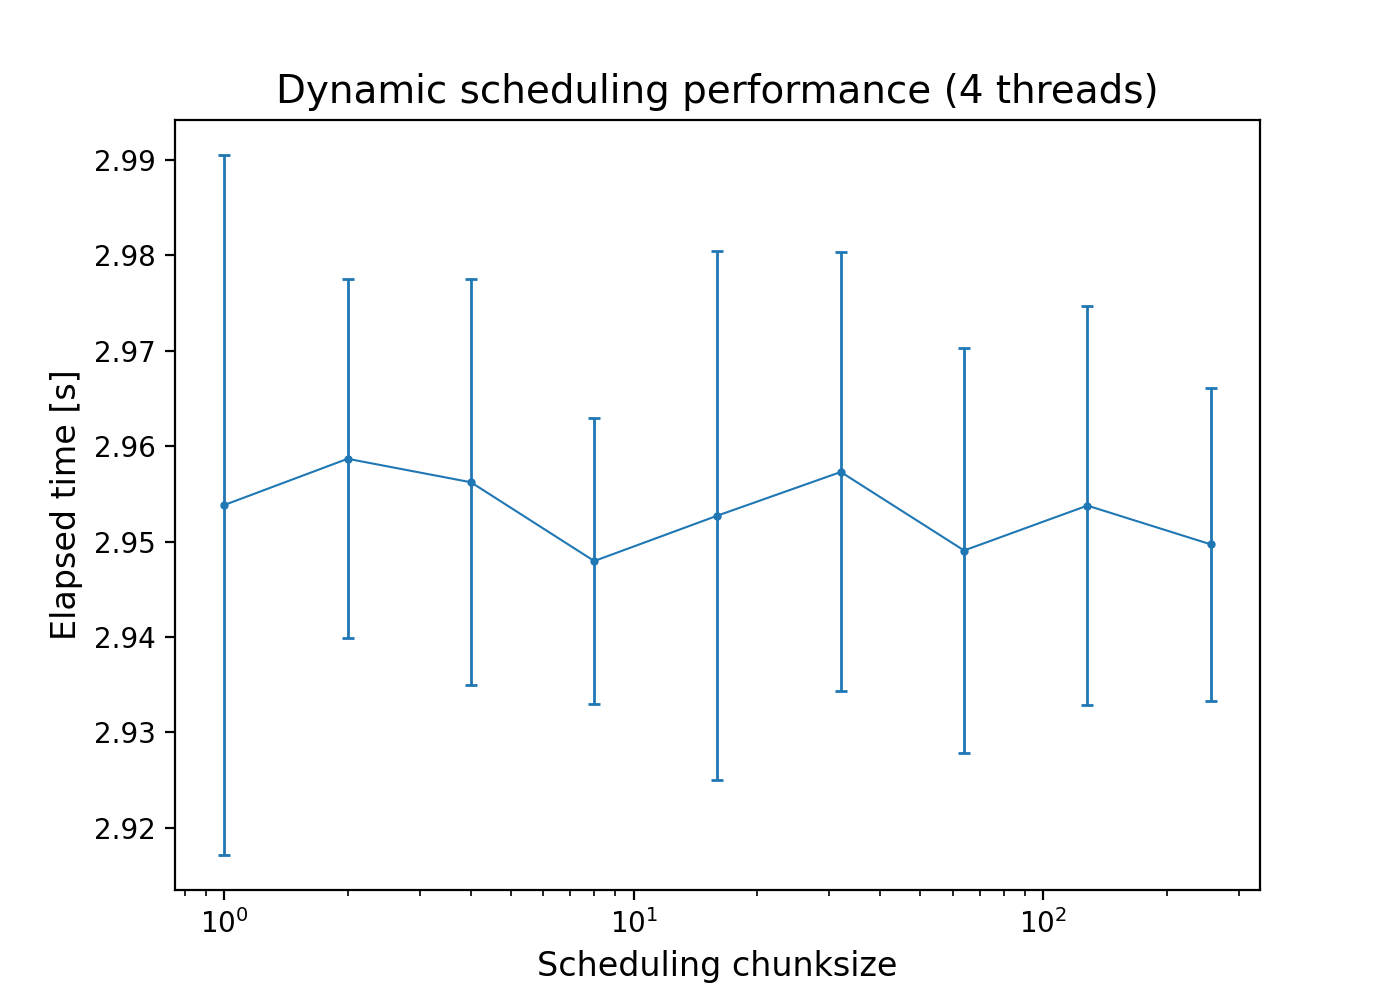 Dynamic scheduling performance (4 threads)
2.99
2.98
2.97
2.96
2.95
2.94
2.93
2.92
Elapsed time [s]
10⁰ 10¹ 10²
Scheduling chunksize